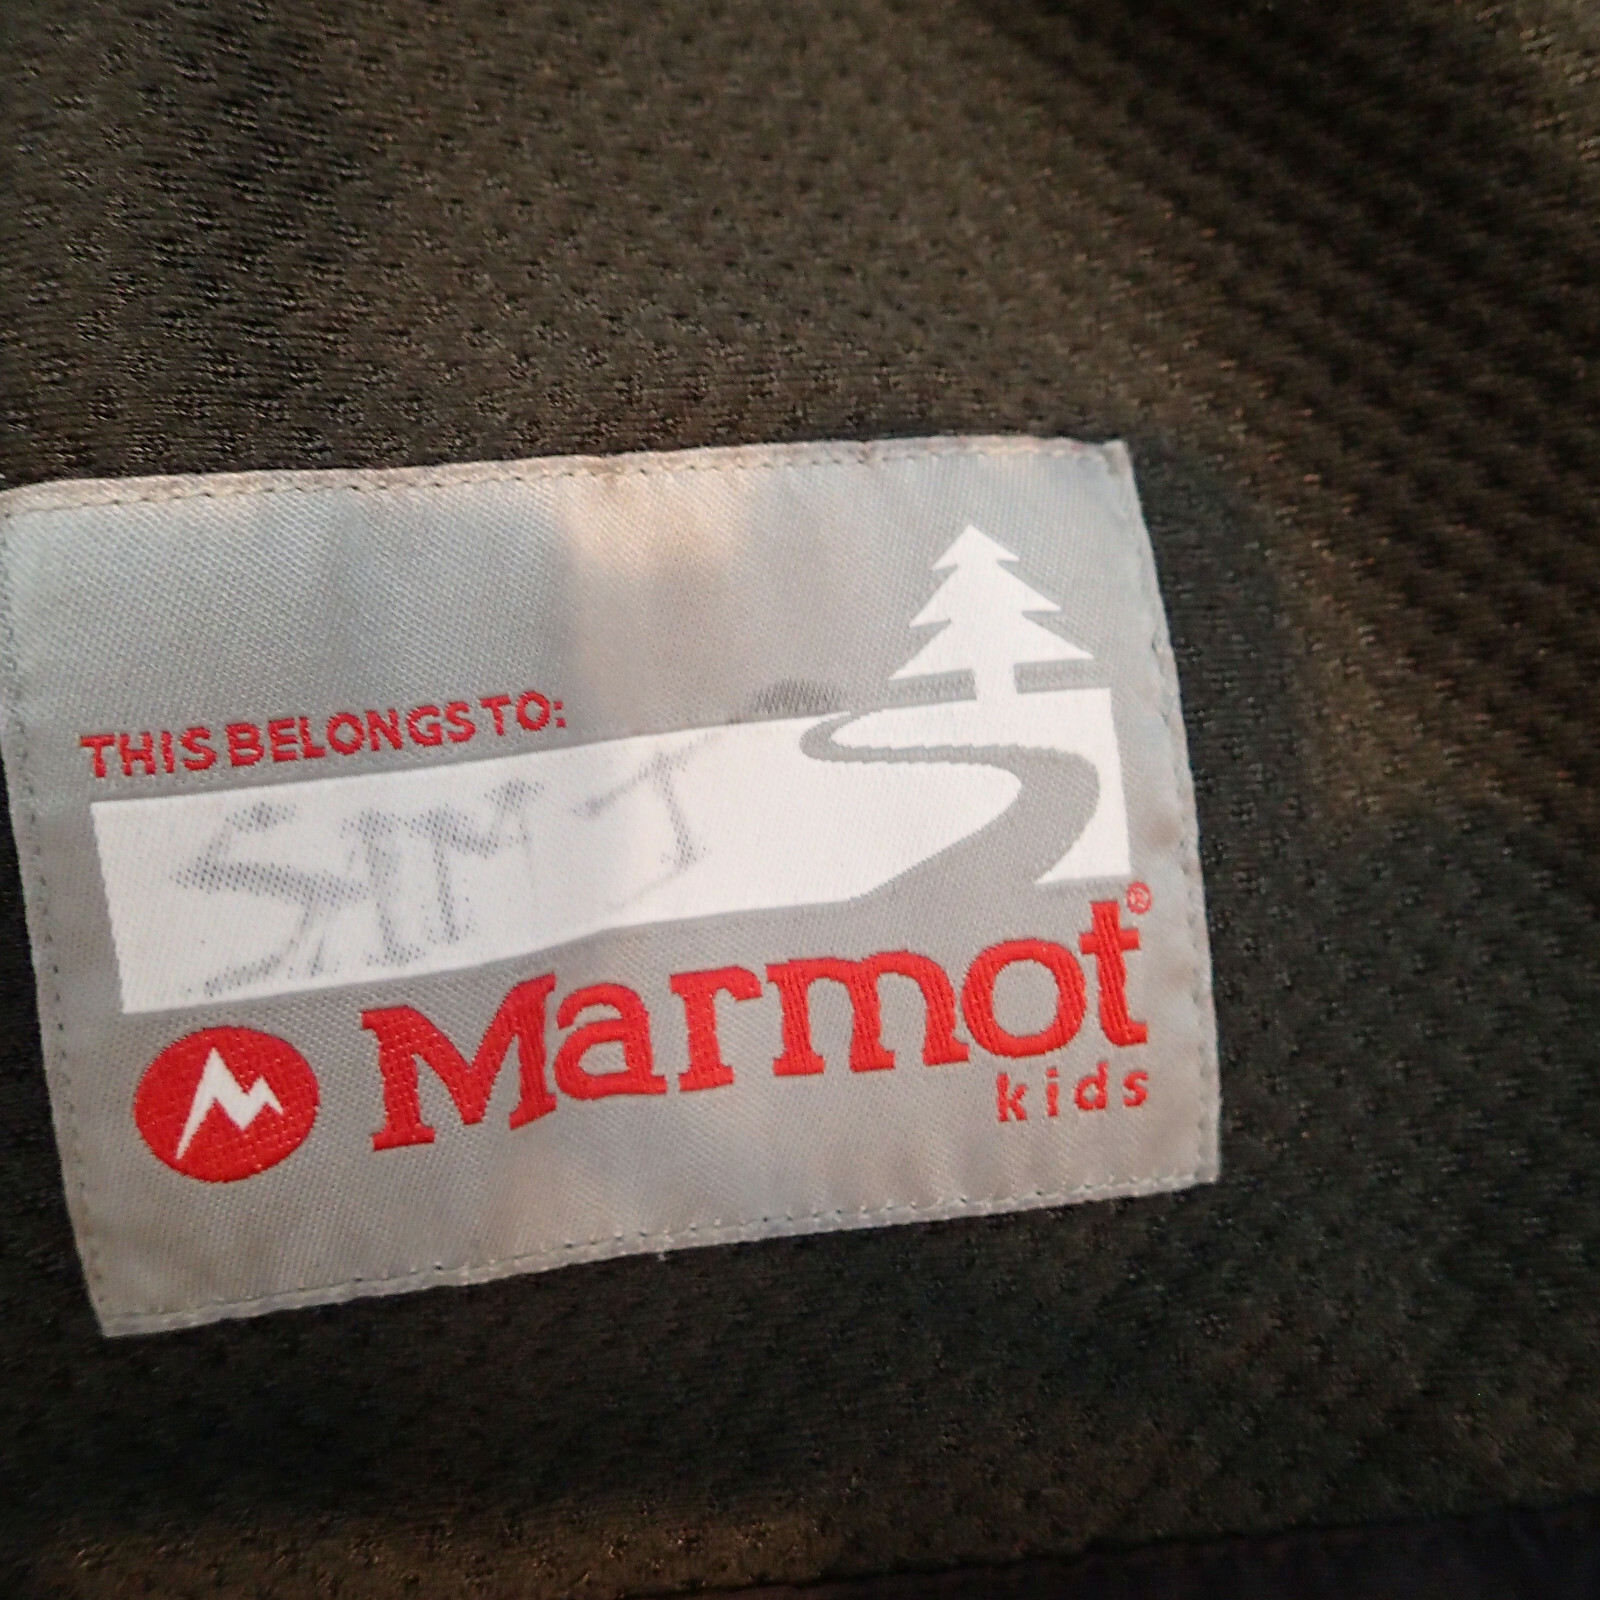 THIS BELONGS TO:
SAM J
Marmot®
kids